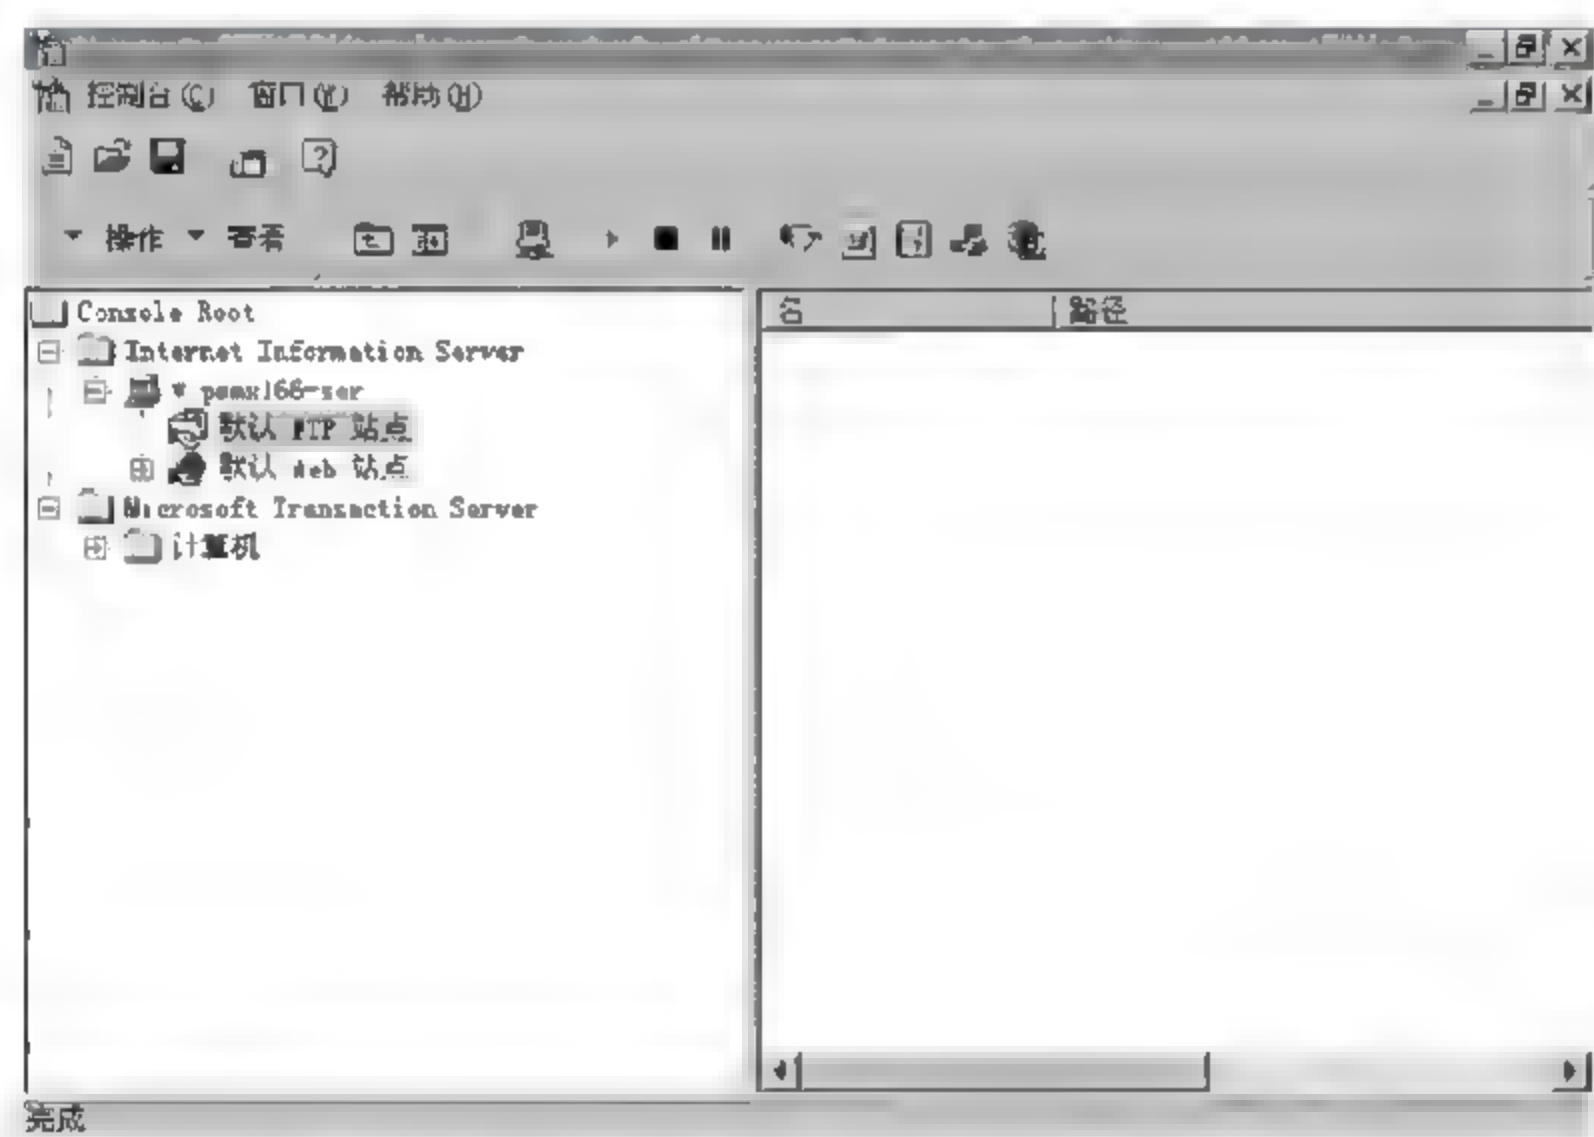 控制台(C) 窗口(W) 帮助(H)
操作 查看
Console Root
名 路径
Internet Information Server
默认 FTP 站点
默认 Web 站点
Microsoft Transaction Server
计算机
完成